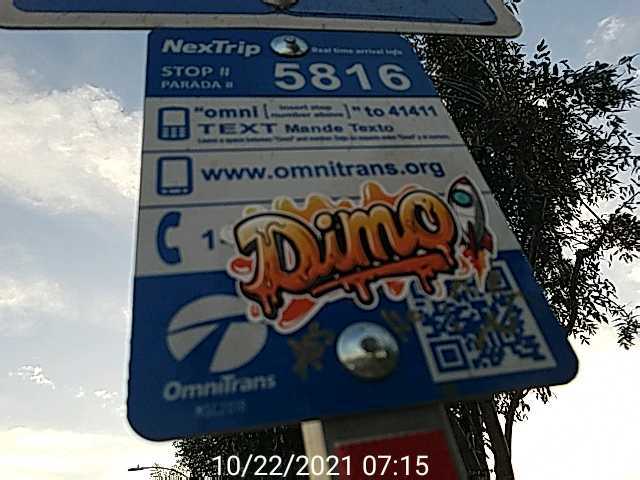 NexTrip Real time arrival info
STOP #
PARADA #
5816
"omni [insert stop number above]" to 41411
TEXT Mande Texto
www.omnitrans.org
1-
Dimo
OmniTrans
10/22/2021 07:15